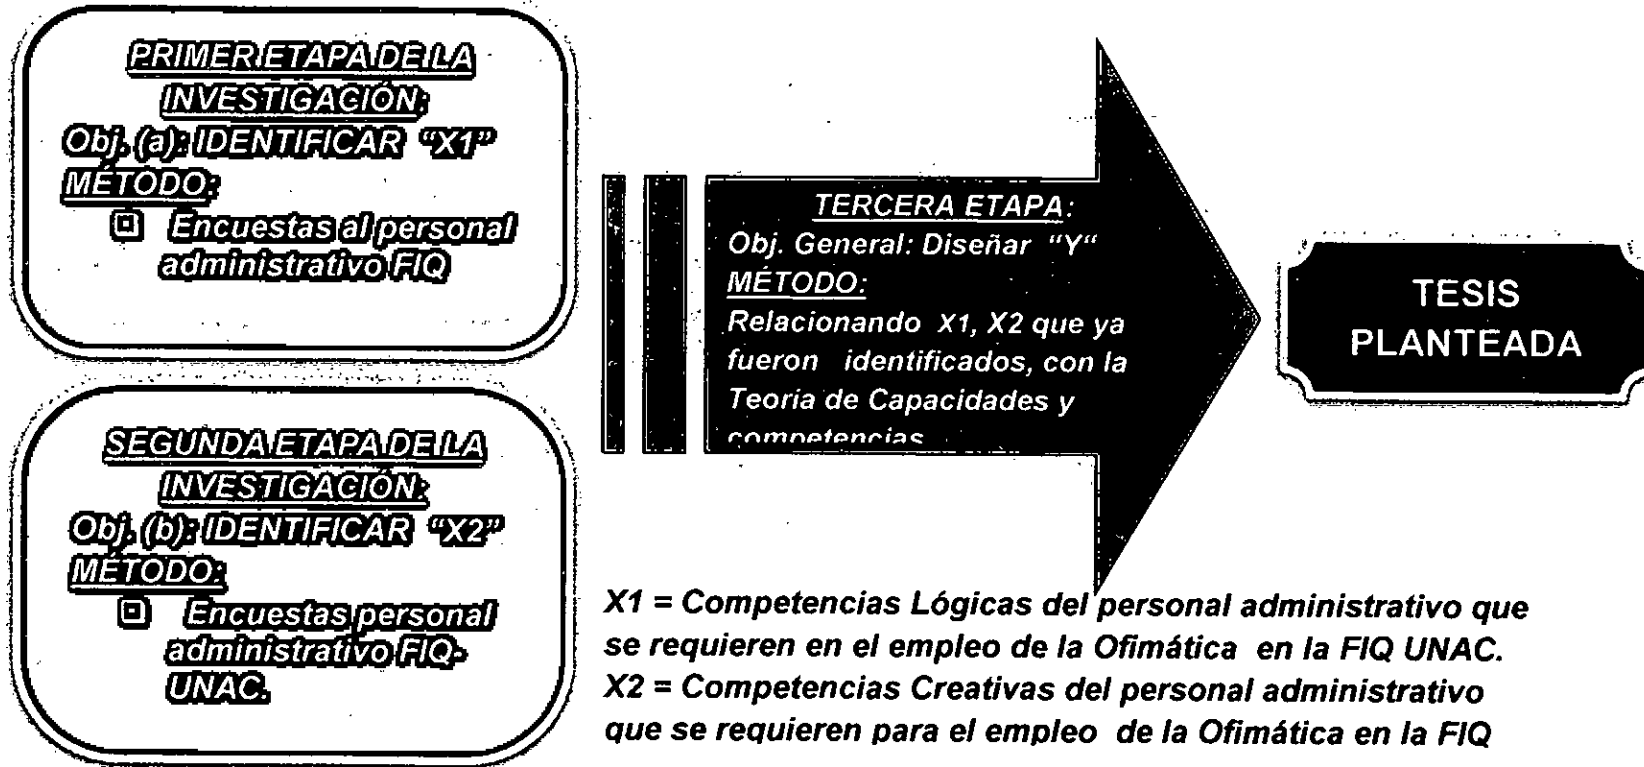 PRIMER ETAPA DE LA
INVESTIGACIÓN:
Obj. (a): IDENTIFICAR “X1”
MÉTODO:
Encuestas al personal
administrativo FIQ
SEGUNDA ETAPA DE LA
INVESTIGACIÓN:
Obj. (b): IDENTIFICAR “X2”
MÉTODO:
Encuestas personal
administrativo FIQ-
UNAC.
TERCERA ETAPA:
Obj. General: Diseñar “Y“
MÉTODO:
Relacionando X1, X2 que ya
fueron identificados, con la
Teoría de Capacidades y
competencias
TESIS
PLANTEADA
X1 = Competencias Lógicas del personal administrativo que
se requieren en el empleo de la Ofimática en la FIQ UNAC.
X2 = Competencias Creativas del personal administrativo
que se requieren para el empleo de la Ofimática en la FIQ